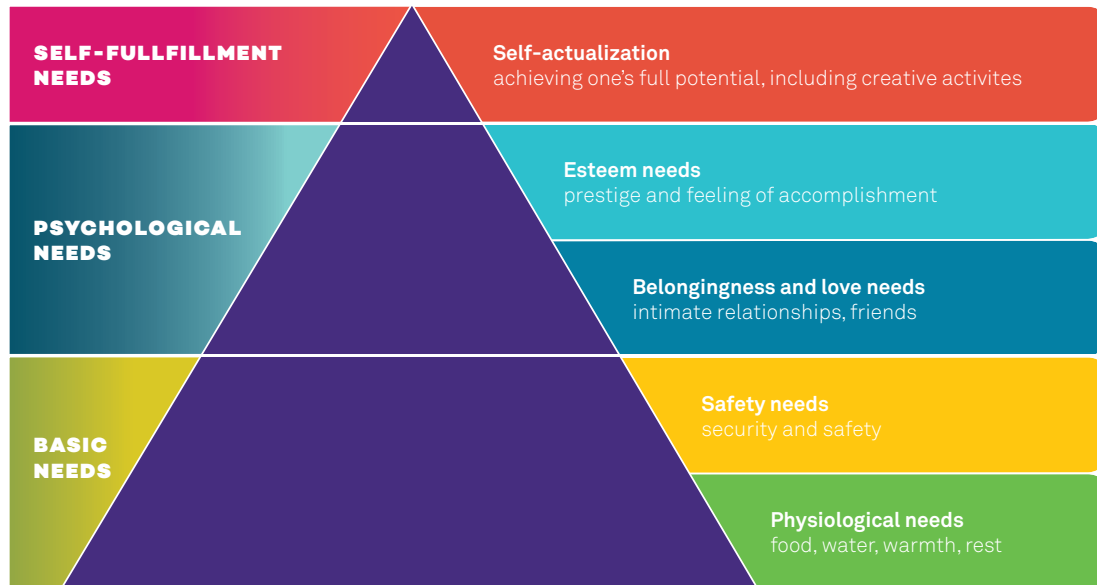 SELF-FULLFILLMENT
NEEDS
Self-actualization
achieving one's full potential, including creative activites
PSYCHOLOGICAL
NEEDS
Esteem needs
prestige and feeling of accomplishment
Belongingness and love needs
intimate relationships, friends
BASIC
NEEDS
Safety needs
security and safety
Physiological needs
food, water, warmth, rest